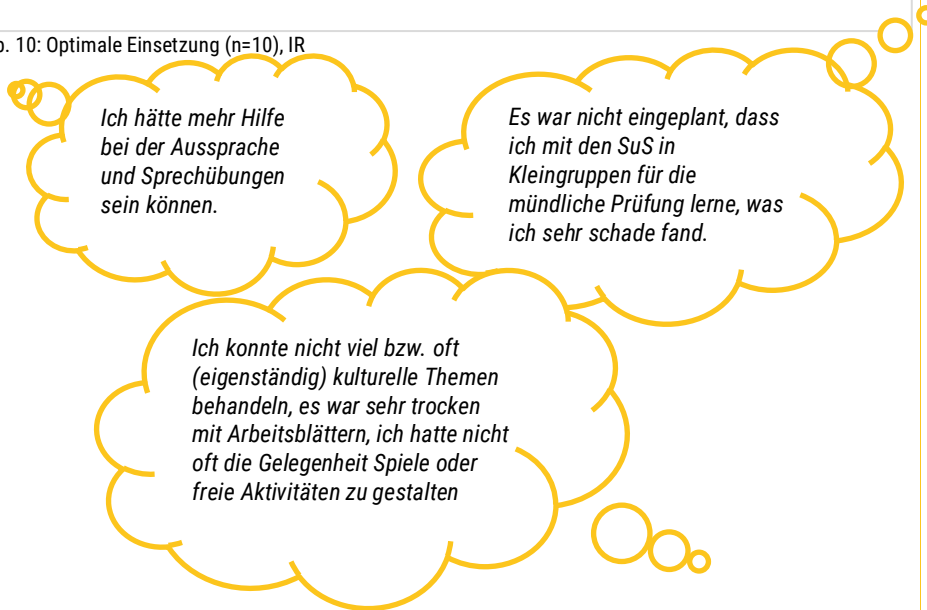 b. 10: Optimale Einsetzung (n=10), IR
Ich hätte mehr Hilfe
bei der Aussprache
und Sprechübungen
sein können.
Es war nicht eingeplant, dass
ich mit den SuS in
Kleingruppen für die
mündliche Prüfung lerne, was
ich sehr schade fand.
Ich konnte nicht viel bzw. oft
(eigenständig) kulturelle Themen
behandeln, es war sehr trocken
mit Arbeitsblättern, ich hatte nicht
oft die Gelegenheit Spiele oder
freie Aktivitäten zu gestalten